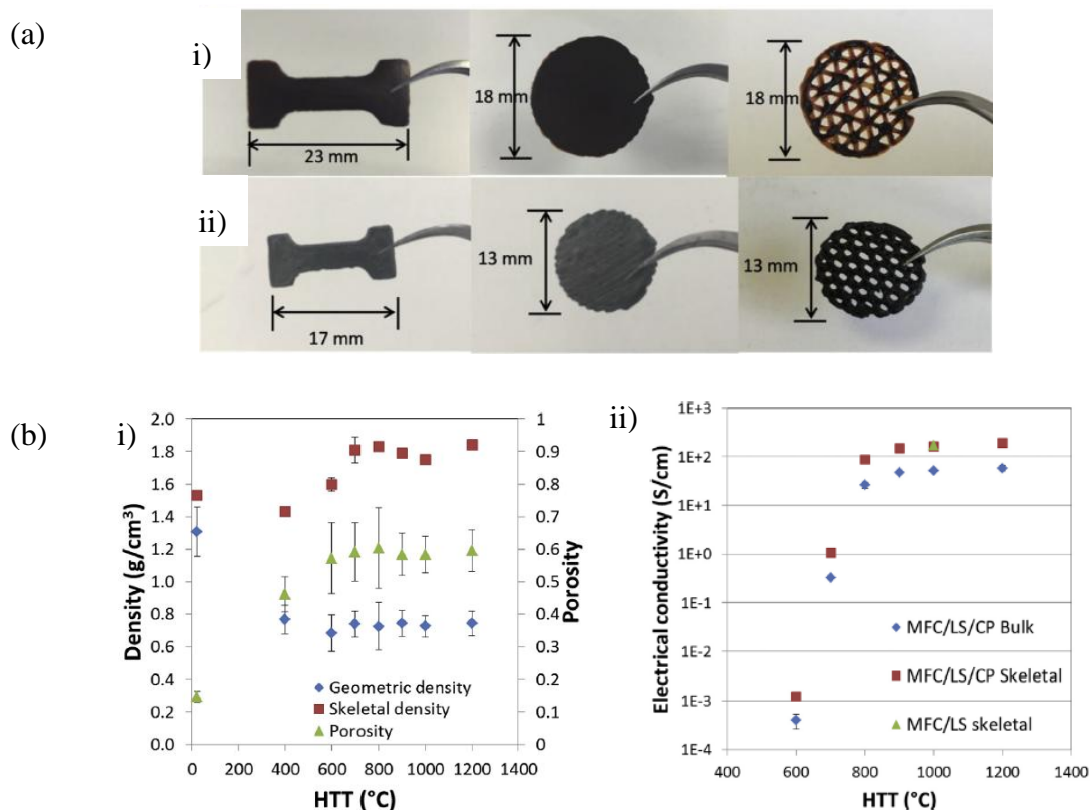 (a)
i)
18 mm
18 mm
23 mm
ii)
13 mm
13 mm
17 mm
(b)
i)
Density (g/cm³)
2.0
1.8
1.6
1.4
1.2
1.0
0.8
0.6
0.4
0.2
0.0
Geometric density
Skeletal density
Porosity
1
0.9
0.8
0.7
0.6
0.5
0.4
0.3
0.2
0.1
0
Porosity
0 200 400 600 800 1000 1200 1400
HTT (°C)
ii)
Electrical conductivity (S/cm)
1E+3
1E+2
1E+1
1E+0
1E-1
1E-2
1E-3
1E-4
MFC/LS/CP Bulk
MFC/LS/CP Skeletal
MFC/LS skeletal
400 600 800 1000 1200 1400
HTT (°C)